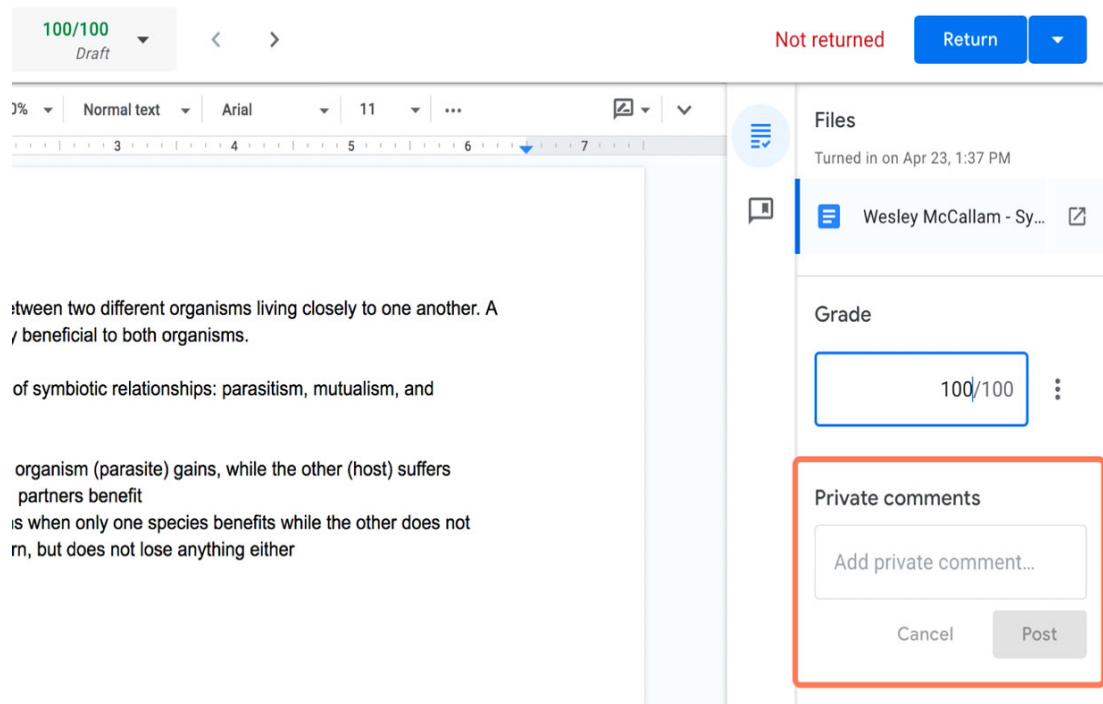 100/100
Draft
Not returned
Return
0%
Normal text
Arial
11
3 4 5 6 7
etween two different organisms living closely to one another. A
y beneficial to both organisms.
of symbiotic relationships: parasitism, mutualism, and
organism (parasite) gains, while the other (host) suffers
partners benefit
s when only one species benefits while the other does not
rn, but does not lose anything either
Files
Turned in on Apr 23, 1:37 PM
Wesley McCallam - Sy...
Grade
100/100
Private comments
Add private comment...
Cancel
Post